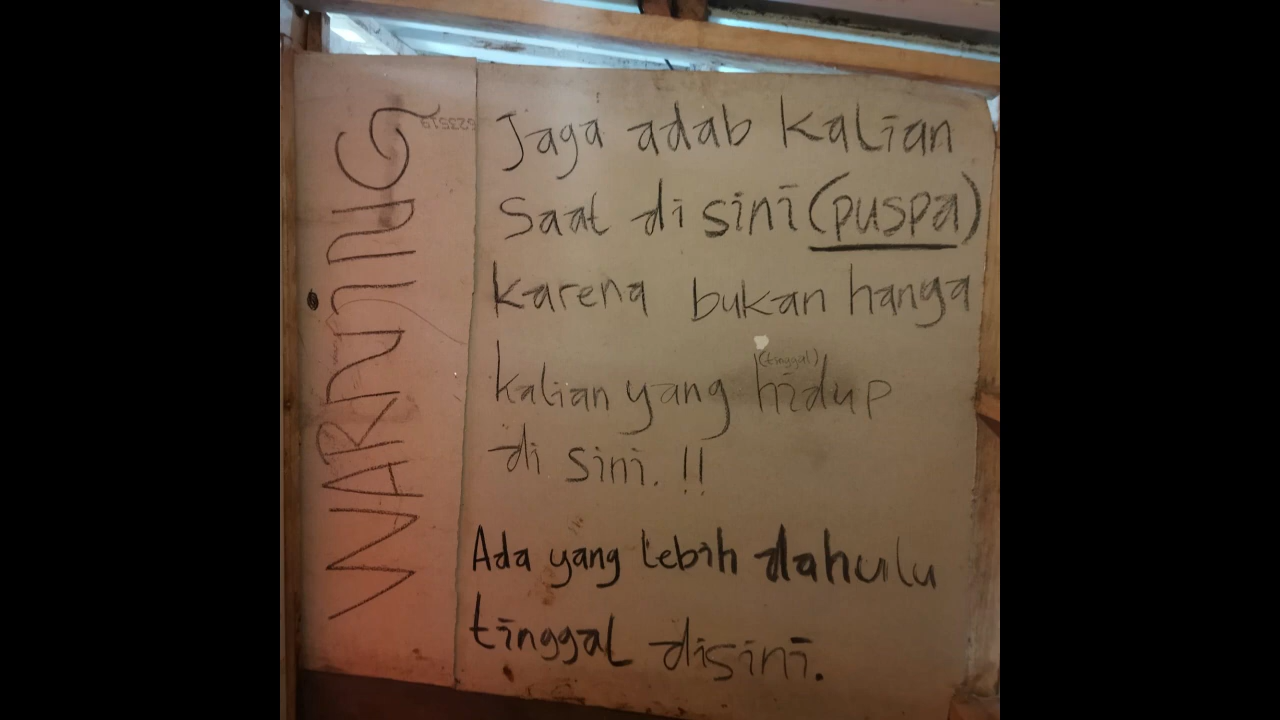 WARNING
623519
Jaga adab kalian
Saat di sini (puspa)
karena bukan hanya
(tinggal)
kalian yang hidup
di sini. !!
Ada yang lebih dahulu
tinggal disini.